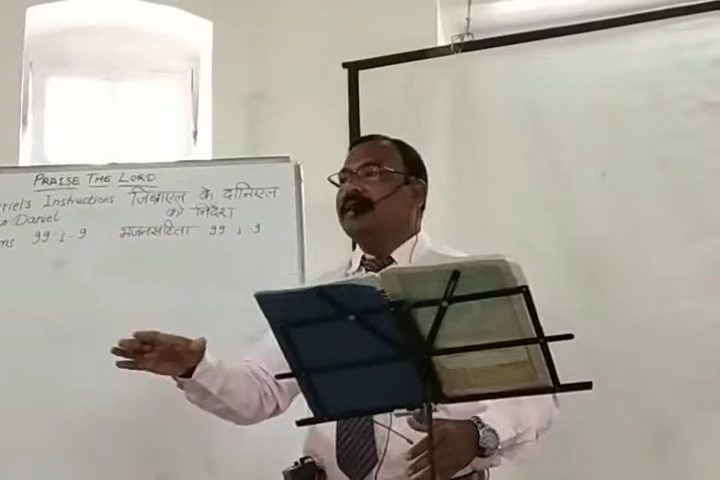 PRAISE THE LORD
Instructions जिब्राएल के दानिएल
Daniel को निर्देश
99:1-9 भजनसंहिता 99:1-9